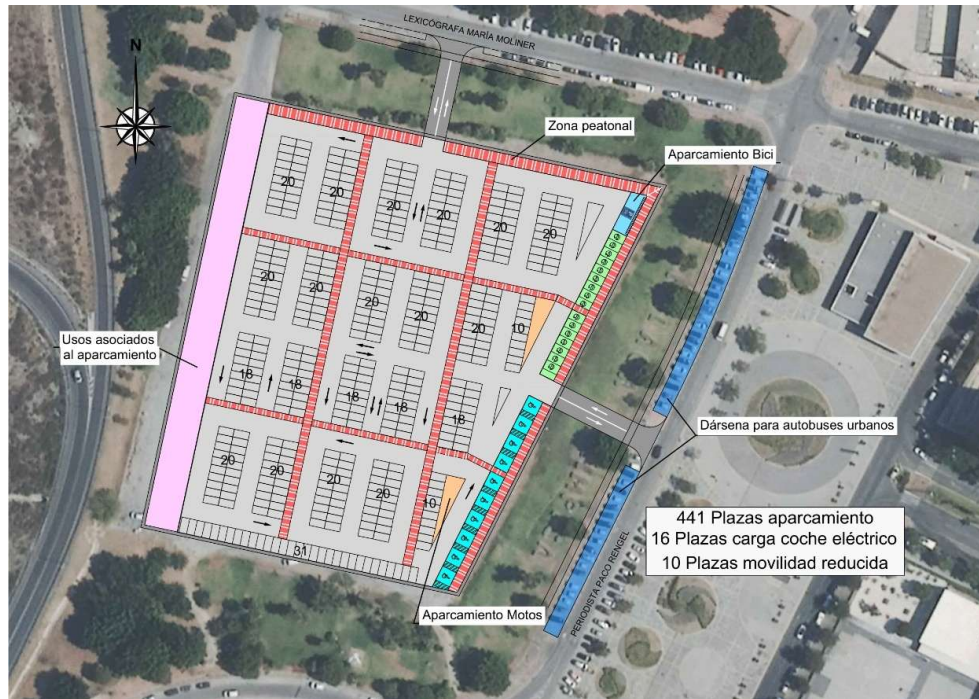 LEXICÓGRAFA MARÍA MOLINER
N
Zona peatonal
Aparcamiento Bici
20
20
20
20
20
20
20
20
20
20
20
10
Usos asociados
al aparcamiento
18
18
18
18
18
Dársena para autobuses urbanos
20
20
20
20
10
31
441 Plazas aparcamiento
16 Plazas carga coche eléctrico
10 Plazas movilidad reducida
Aparcamiento Motos
PERIODISTA PACO RENGEL